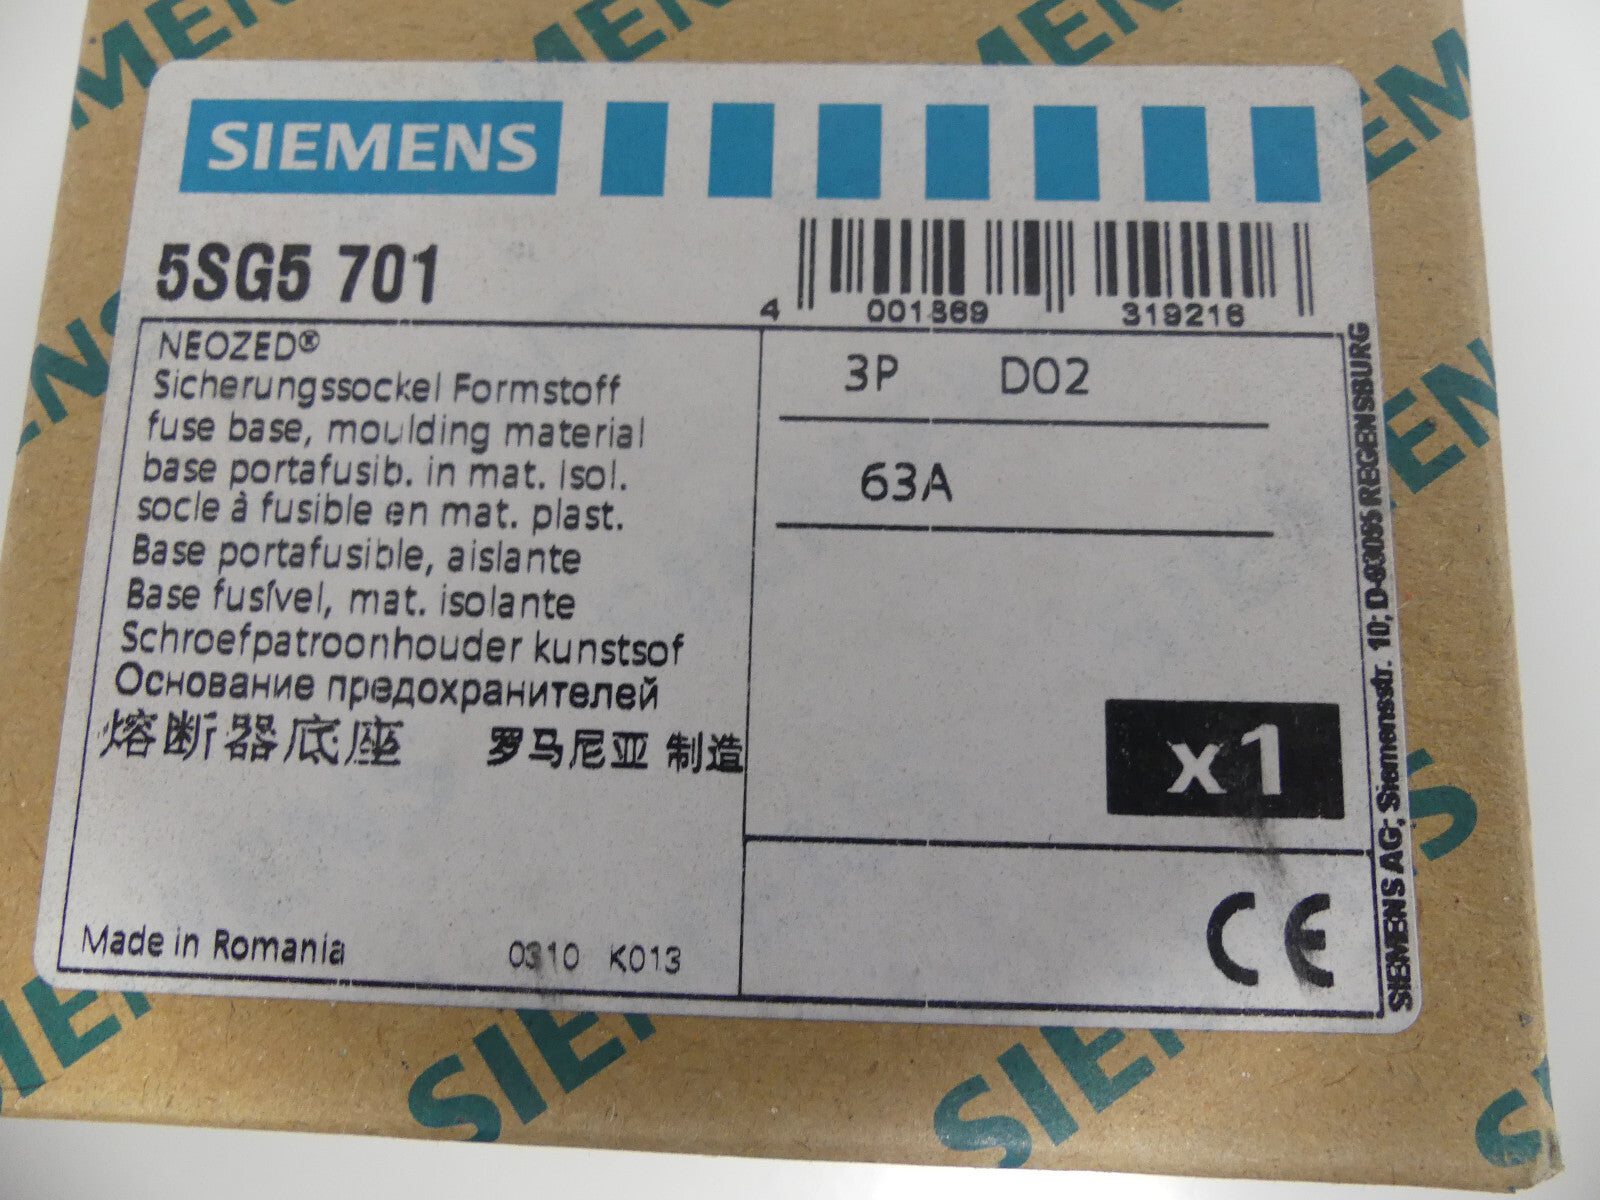 SIEMENS
5SG5 701
4 001869 319216
NEOZED®
Sicherungssockel Formstoff
fuse base, moulding material
base portafusib. in mat. isol.
socle à fusible en mat. plast.
Base portafusible, aislante
Base fusível, mat. isolante
Schroefpatroonhouder kunststof
Основание предохранителей
熔断器底座 罗马尼亚 制造
Made in Romania 0310 K013
3P D02
63A
x1
CE
SIEMENS AG; Siemensstr. 10; D-93055 REGENSBURG